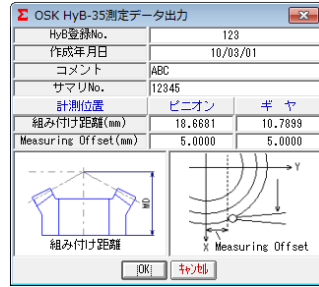 Σ OSK HyB-35測定データ出力
HyB登録No. 123
作成年月日 10/03/01
コメント ABC
サマリNo. 12345
計測位置 ピニオン ギ ヤ
組み付け距離(mm) 18.6681 10.7899
Measuring Offset(mm) 5.0000 5.0000
MD
組み付け距離
Y
X Measuring Offset
OK キャンセル